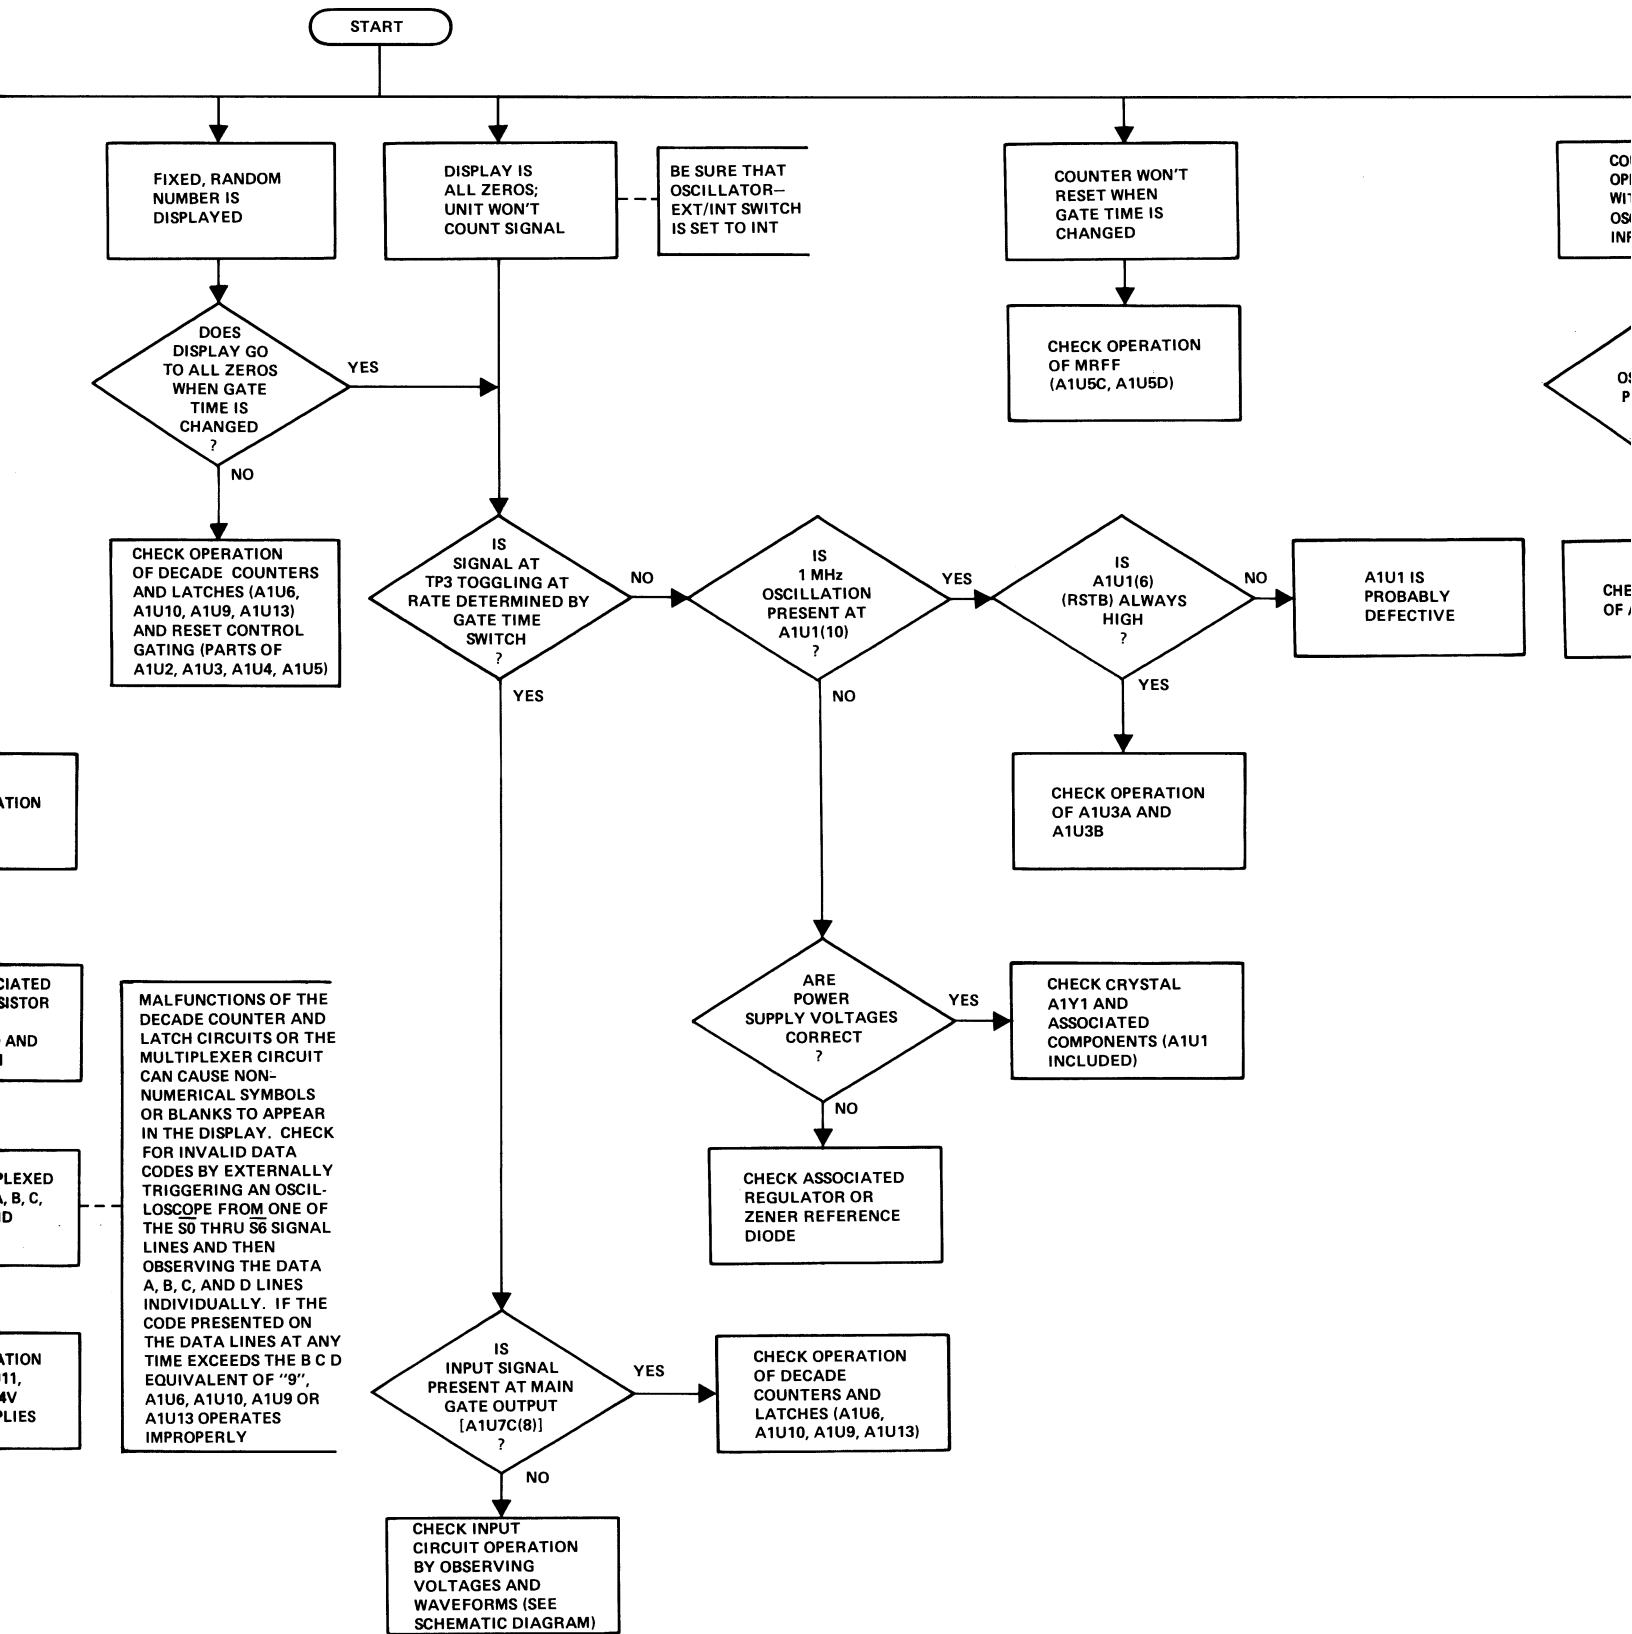 START
FIXED, RANDOM
NUMBER IS
DISPLAYED
DISPLAY IS
ALL ZEROS;
UNIT WON'T
COUNT SIGNAL
BE SURE THAT
OSCILLATOR—
EXT/INT SWITCH
IS SET TO INT
COUNTER WON'T
RESET WHEN
GATE TIME IS
CHANGED
DOES
DISPLAY GO
TO ALL ZEROS
WHEN GATE
TIME IS
CHANGED
?
YES
NO
CHECK OPERATION
OF MRFF
(A1U5C, A1U5D)
CHECK OPERATION
OF DECADE COUNTERS
AND LATCHES (A1U6,
A1U10, A1U9, A1U13)
AND RESET CONTROL
GATING (PARTS OF
A1U2, A1U3, A1U4, A1U5)
IS
SIGNAL AT
TP3 TOGGLING AT
RATE DETERMINED BY
GATE TIME
SWITCH
?
NO
YES
IS
1 MHz
OSCILLATION
PRESENT AT
A1U1(10)
?
YES
NO
IS
A1U1(6)
(RSTB) ALWAYS
HIGH
?
NO
YES
A1U1 IS
PROBABLY
DEFECTIVE
CHECK OPERATION
OF A1U3A AND
A1U3B
ARE
POWER
SUPPLY VOLTAGES
CORRECT
?
YES
NO
CHECK CRYSTAL
A1Y1 AND
ASSOCIATED
COMPONENTS (A1U1
INCLUDED)
CHECK ASSOCIATED
REGULATOR OR
ZENER REFERENCE
DIODE
AND
A, B, C,
4V
MALFUNCTIONS OF THE
DECADE COUNTER AND
LATCH CIRCUITS OR THE
MULTIPLEXER CIRCUIT
CAN CAUSE NON-
NUMERICAL SYMBOLS
OR BLANKS TO APPEAR
IN THE DISPLAY. CHECK
FOR INVALID DATA
CODES BY EXTERNALLY
TRIGGERING AN OSCIL-
LOSCOPE FROM ONE OF
THE S̅0̅ THRU S̅6̅ SIGNAL
LINES AND THEN
OBSERVING THE DATA
A, B, C, AND D LINES
INDIVIDUALLY. IF THE
CODE PRESENTED ON
THE DATA LINES AT ANY
TIME EXCEEDS THE B C D
EQUIVALENT OF "9",
A1U6, A1U10, A1U9 OR
A1U13 OPERATES
IMPROPERLY
IS
INPUT SIGNAL
PRESENT AT MAIN
GATE OUTPUT
[A1U7C(8)]
?
YES
NO
CHECK OPERATION
OF DECADE
COUNTERS AND
LATCHES (A1U6,
A1U10, A1U9, A1U13)
CHECK INPUT
CIRCUIT OPERATION
BY OBSERVING
VOLTAGES AND
WAVEFORMS (SEE
SCHEMATIC DIAGRAM)